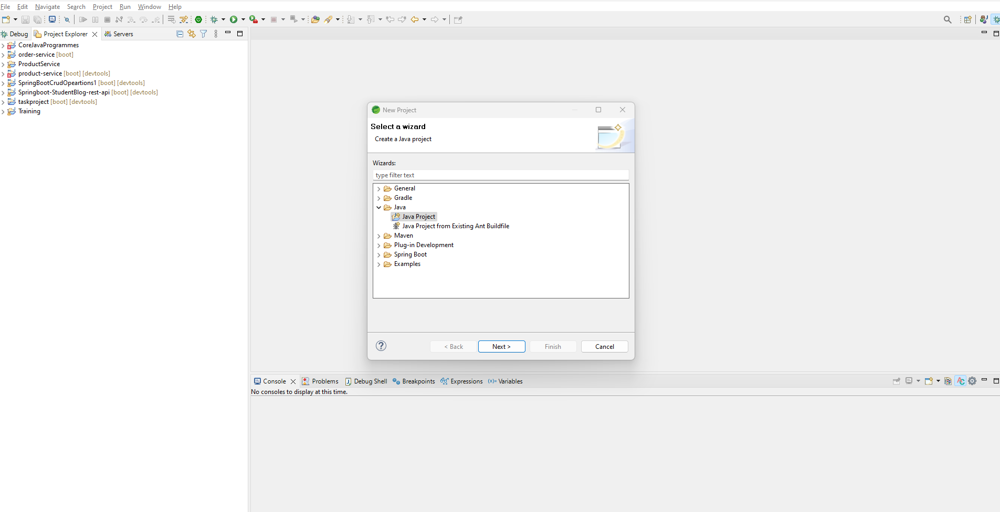 File Edit Navigate Search Project Run Window Help
Debug Project Explorer Servers
CoreJavaProgrammes
order-service [boot]
ProductService
product-service [boot] [devtools]
SpringBootCrudOpeartions1 [boot] [devtools]
Springboot-StudentBlog-rest-api [boot] [devtools]
taskproject [boot] [devtools]
Training
New Project
Select a wizard
Create a Java project
Wizards:
type filter text
General
Gradle
Java
Java Project
Java Project from Existing Ant Buildfile
Maven
Plug-in Development
Spring Boot
Examples
< Back Next > Finish Cancel
Console Problems Debug Shell Breakpoints Expressions (x)= Variables
No consoles to display at this time.